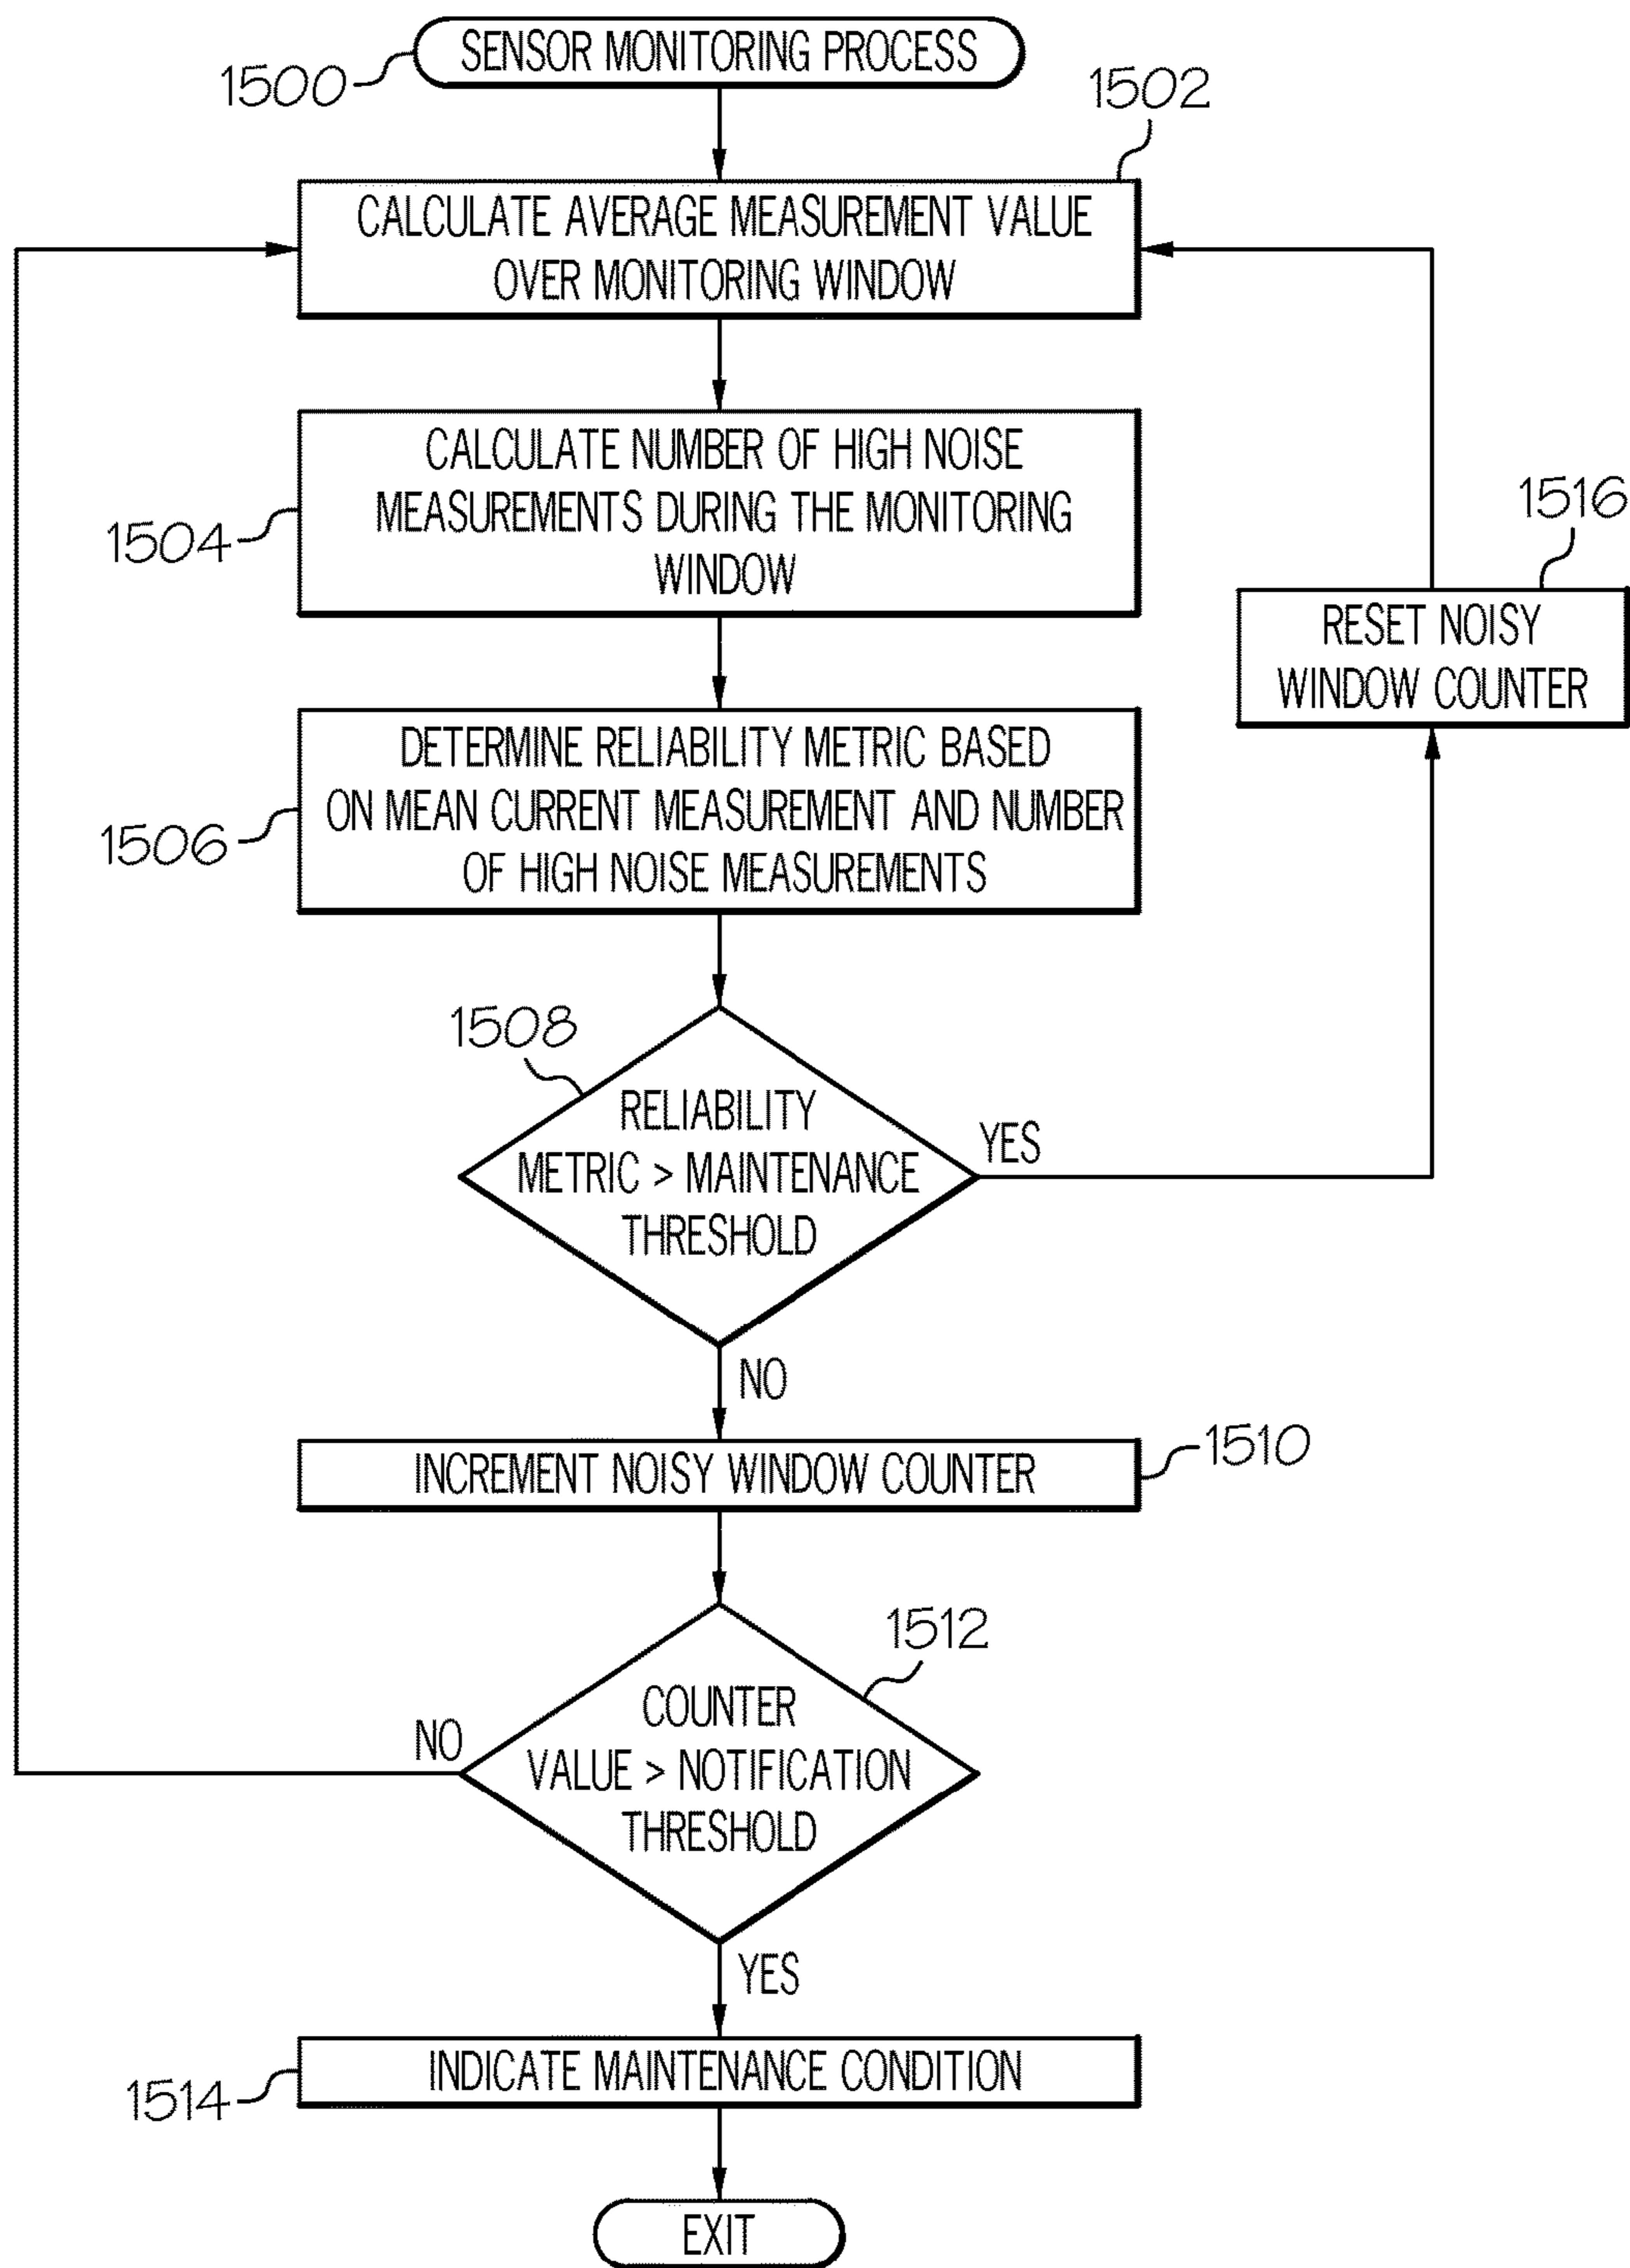 SENSOR MONITORING PROCESS
1500
1502
CALCULATE AVERAGE MEASUREMENT VALUE
OVER MONITORING WINDOW
CALCULATE NUMBER OF HIGH NOISE
MEASUREMENTS DURING THE MONITORING
WINDOW
1504
1516
RESET NOISY
WINDOW COUNTER
DETERMINE RELIABILITY METRIC BASED
ON MEAN CURRENT MEASUREMENT AND NUMBER
OF HIGH NOISE MEASUREMENTS
1506
1508
RELIABILITY
METRIC > MAINTENANCE
THRESHOLD
YES
NO
INCREMENT NOISY WINDOW COUNTER
1510
1512
COUNTER
VALUE > NOTIFICATION
THRESHOLD
NO
YES
INDICATE MAINTENANCE CONDITION
1514
EXIT